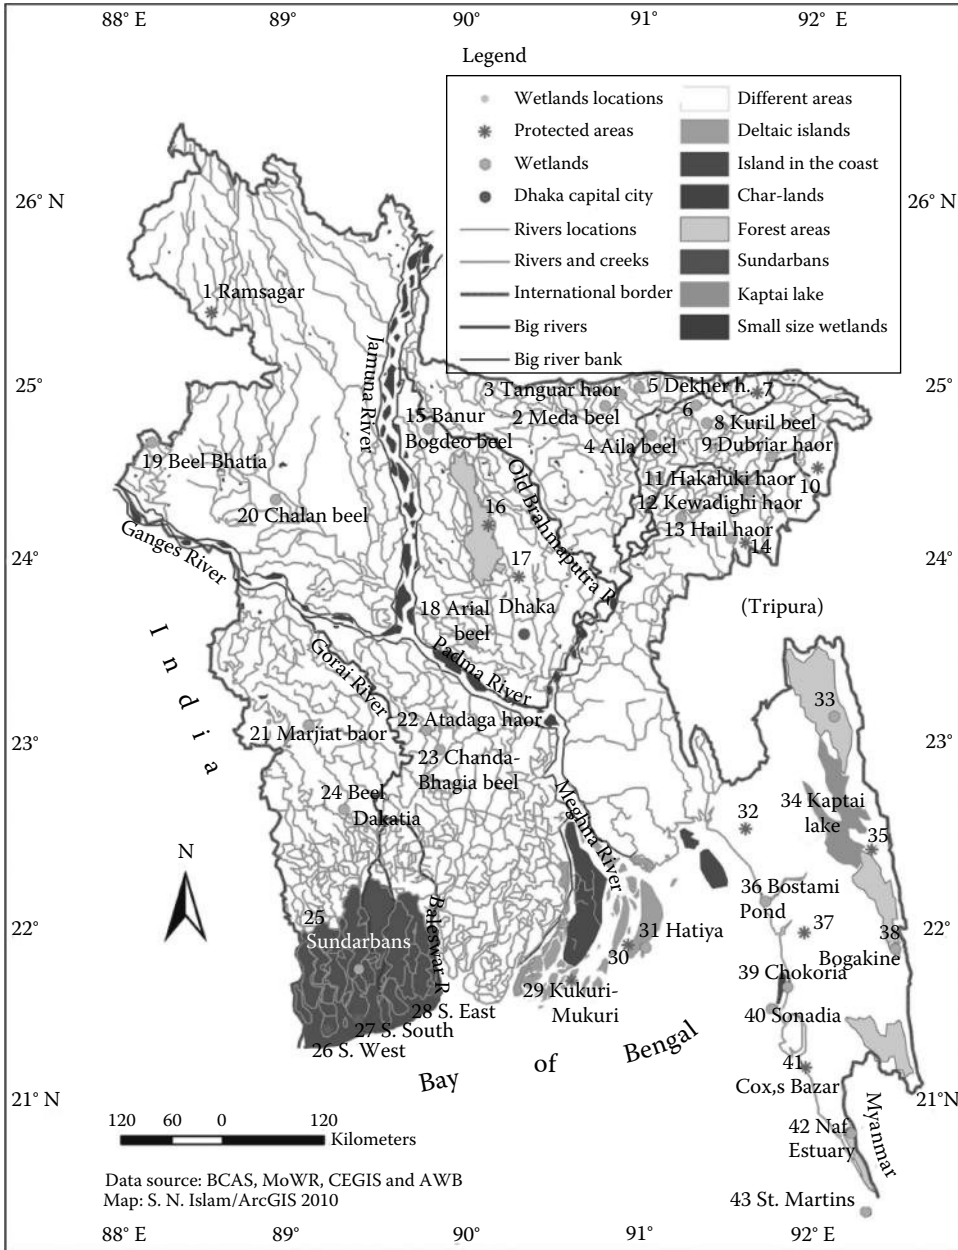 88° E
89°
90°
91°
92° E
Legend
Wetlands locations
Protected areas
Wetlands
Dhaka capital city
Rivers locations
Rivers and creeks
International border
Big rivers
Big river bank
Different areas
Deltaic islands
Island in the coast
Char-lands
Forest areas
Sundarbans
Kaptai lake
Small size wetlands
26° N
26° N
1 Ramsagar
Jamuna River
25°
25°
3 Tanguar haor
5 Dekher h.
7
2 Meda beel
6
8 Kuril beel
15 Banur
Bogdeo beel
4 Aila beel
9 Dubriar haor
19 Beel Bhatia
11 Hakaluki haor
10
12 Kewadighi haor
20 Chalan beel
16
Old Brahmaputra R
13 Hail haor
14
Ganges River
24°
24°
17
Dhaka
18 Arial
beel
(Tripura)
India
Gorai River
Padma River
33
21 Marjiat baor
22 Atadaga haor
23°
23°
23 Chanda-
Bhagia beel
24 Beel
Dakatia
Meghna River
32
34 Kaptai
lake
35
N
36 Bostami
Pond
25
Sundarbans
Baleswar R
31 Hatiya
30
37
38
Bogakine
22°
22°
29 Kukuri-
Mukuri
39 Chokoria
28 S. East
27 S. South
26 S. West
40 Sonadia
Bay of Bengal
41
Cox,s Bazar
21° N
21°N
120 60 0 120
Kilometers
42 Naf
Estuary
Myanmar
Data source: BCAS, MoWR, CEGIS and AWB
Map: S. N. Islam/ArcGIS 2010
43 St. Martins
88° E
89°
90°
91°
92° E